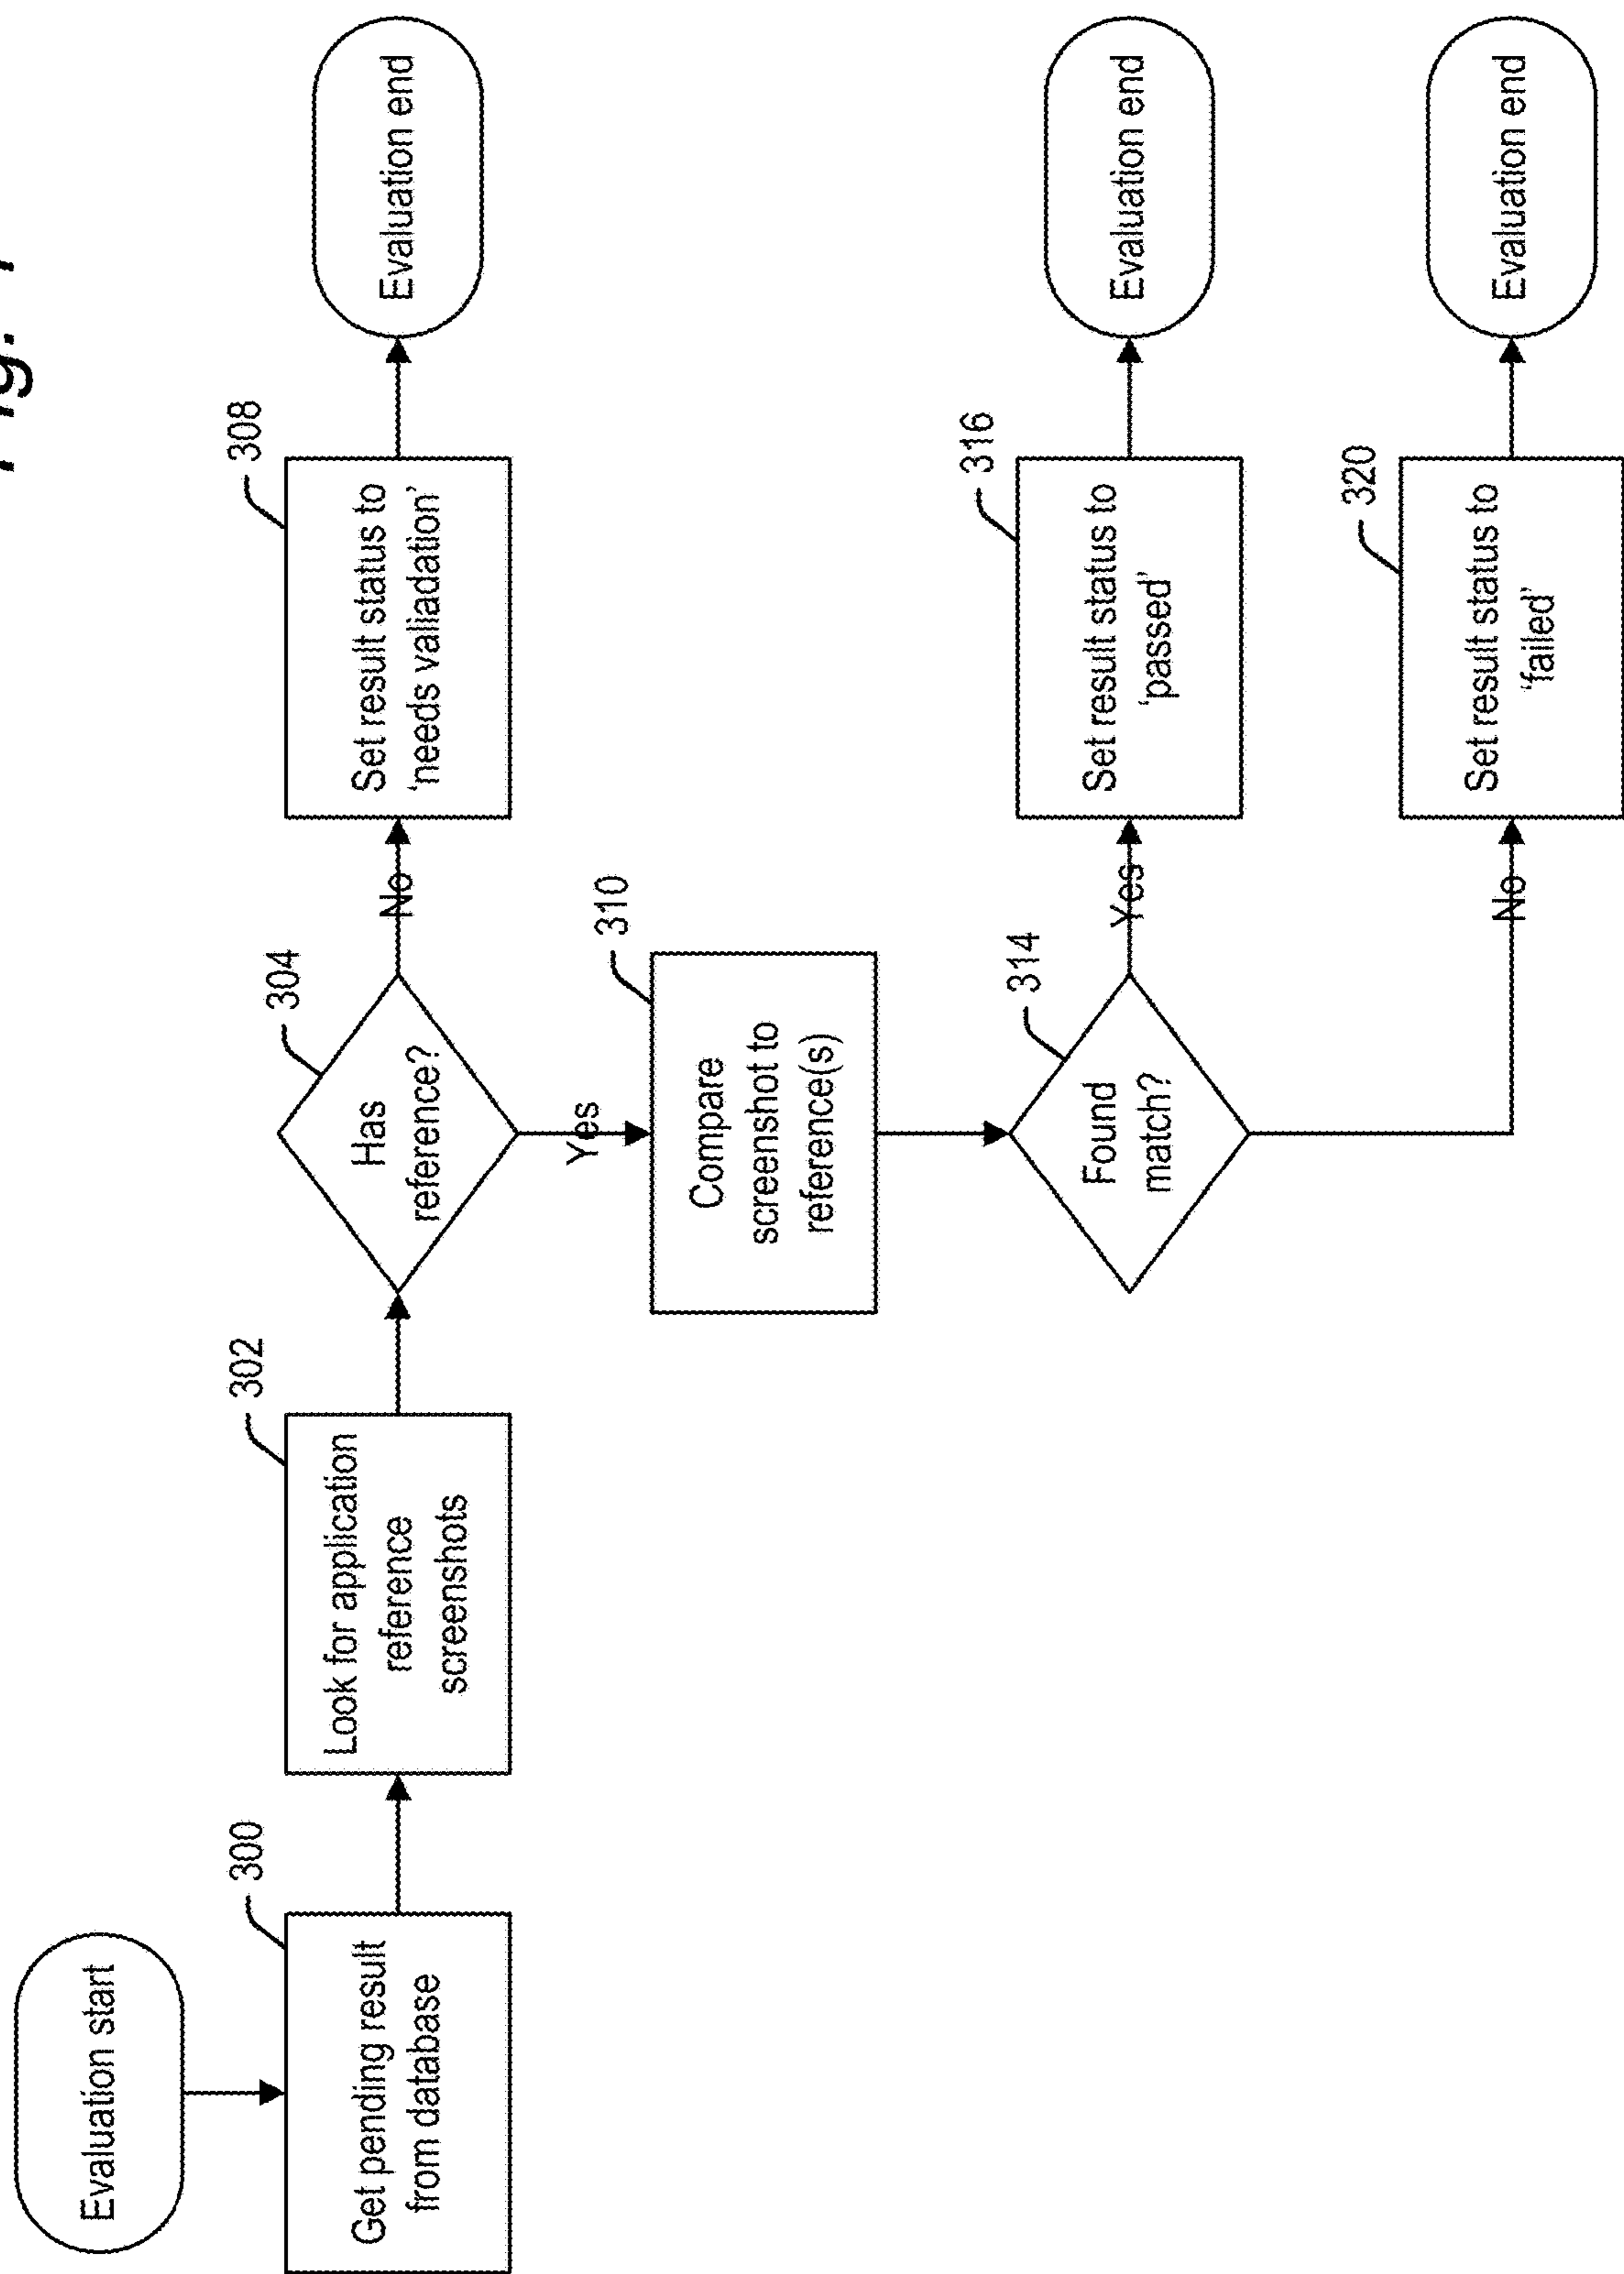 Fig.
Evaluation start
300
Get pending result
from database
302
Look for application
reference
screenshots
304
Has
reference?
No
308
Set result status to
‘needs valiadation’
Evaluation end
Yes
310
Compare
screenshot to
reference(s)
314
Found
match?
Yes
316
Set result status to
‘passed’
Evaluation end
No
320
Set result status to
‘failed’
Evaluation end